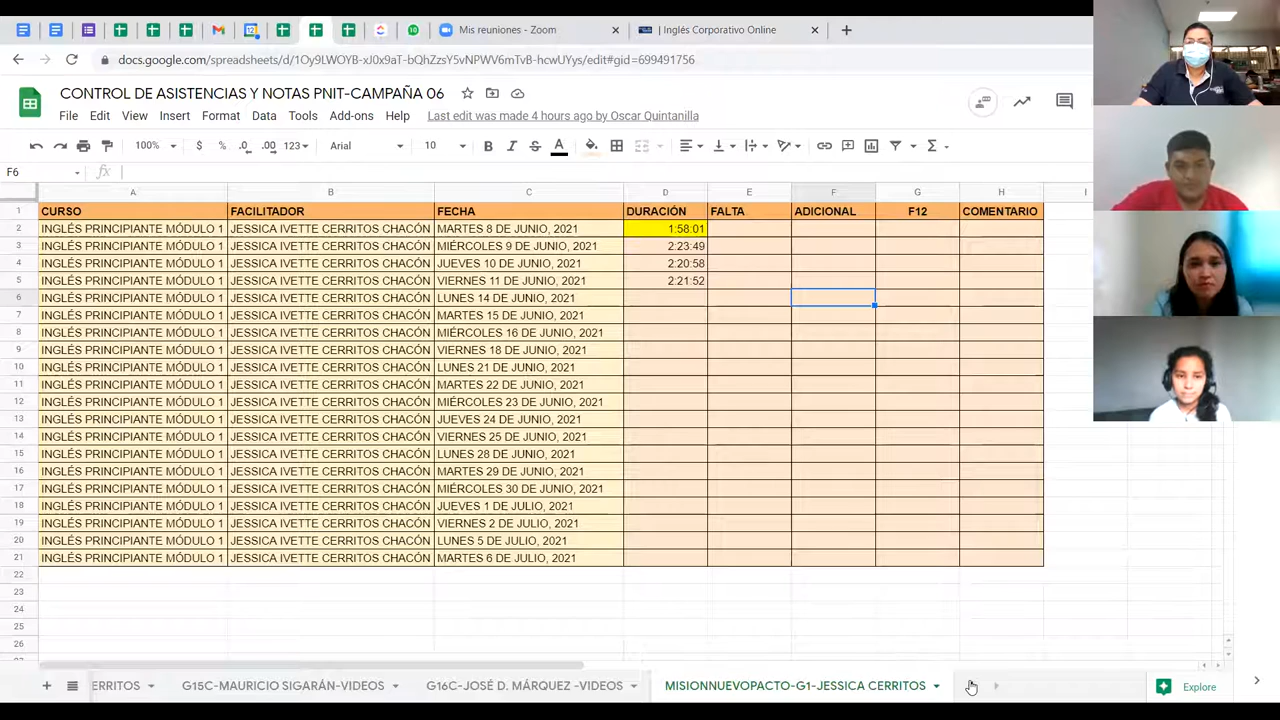 Mis reuniones - Zoom
| Inglés Corporativo Online
CONTROL DE ASISTENCIAS Y NOTAS PNIT-CAMPAÑA 06
File Edit View Insert Format Data Tools Add-ons Help Last edit was made 4 hours ago by Oscar Quintanilla
100% $ % .0 .00 123 Arial 10 B I S A
F6 fx
A B C D E F G H I
1 CURSO FACILITADOR FECHA DURACIÓN FALTA ADICIONAL F12 COMENTARIO
2 INGLÉS PRINCIPIANTE MÓDULO 1 JESSICA IVETTE CERRITOS CHACÓN MARTES 8 DE JUNIO, 2021 1:58:01
3 INGLÉS PRINCIPIANTE MÓDULO 1 JESSICA IVETTE CERRITOS CHACÓN MIÉRCOLES 9 DE JUNIO, 2021 2:23:49
4 INGLÉS PRINCIPIANTE MÓDULO 1 JESSICA IVETTE CERRITOS CHACÓN JUEVES 10 DE JUNIO, 2021 2:20:58
5 INGLÉS PRINCIPIANTE MÓDULO 1 JESSICA IVETTE CERRITOS CHACÓN VIERNES 11 DE JUNIO, 2021 2:21:52
6 INGLÉS PRINCIPIANTE MÓDULO 1 JESSICA IVETTE CERRITOS CHACÓN LUNES 14 DE JUNIO, 2021
7 INGLÉS PRINCIPIANTE MÓDULO 1 JESSICA IVETTE CERRITOS CHACÓN MARTES 15 DE JUNIO, 2021
8 INGLÉS PRINCIPIANTE MÓDULO 1 JESSICA IVETTE CERRITOS CHACÓN MIÉRCOLES 16 DE JUNIO, 2021
9 INGLÉS PRINCIPIANTE MÓDULO 1 JESSICA IVETTE CERRITOS CHACÓN VIERNES 18 DE JUNIO, 2021
10 INGLÉS PRINCIPIANTE MÓDULO 1 JESSICA IVETTE CERRITOS CHACÓN LUNES 21 DE JUNIO, 2021
11 INGLÉS PRINCIPIANTE MÓDULO 1 JESSICA IVETTE CERRITOS CHACÓN MARTES 22 DE JUNIO, 2021
12 INGLÉS PRINCIPIANTE MÓDULO 1 JESSICA IVETTE CERRITOS CHACÓN MIÉRCOLES 23 DE JUNIO, 2021
13 INGLÉS PRINCIPIANTE MÓDULO 1 JESSICA IVETTE CERRITOS CHACÓN JUEVES 24 DE JUNIO, 2021
14 INGLÉS PRINCIPIANTE MÓDULO 1 JESSICA IVETTE CERRITOS CHACÓN VIERNES 25 DE JUNIO, 2021
15 INGLÉS PRINCIPIANTE MÓDULO 1 JESSICA IVETTE CERRITOS CHACÓN LUNES 28 DE JUNIO, 2021
16 INGLÉS PRINCIPIANTE MÓDULO 1 JESSICA IVETTE CERRITOS CHACÓN MARTES 29 DE JUNIO, 2021
17 INGLÉS PRINCIPIANTE MÓDULO 1 JESSICA IVETTE CERRITOS CHACÓN MIÉRCOLES 30 DE JUNIO, 2021
18 INGLÉS PRINCIPIANTE MÓDULO 1 JESSICA IVETTE CERRITOS CHACÓN JUEVES 1 DE JULIO, 2021
19 INGLÉS PRINCIPIANTE MÓDULO 1 JESSICA IVETTE CERRITOS CHACÓN VIERNES 2 DE JULIO, 2021
20 INGLÉS PRINCIPIANTE MÓDULO 1 JESSICA IVETTE CERRITOS CHACÓN LUNES 5 DE JULIO, 2021
21 INGLÉS PRINCIPIANTE MÓDULO 1 JESSICA IVETTE CERRITOS CHACÓN MARTES 6 DE JULIO, 2021
22
23
24
25
26
ERRITOS G15C-MAURICIO SIGARÁN-VIDEOS G16C-JOSÉ D. MARQUEZ -VIDEOS MISIONNUEVOPACTO-G1-JESSICA CERRITOS Explore